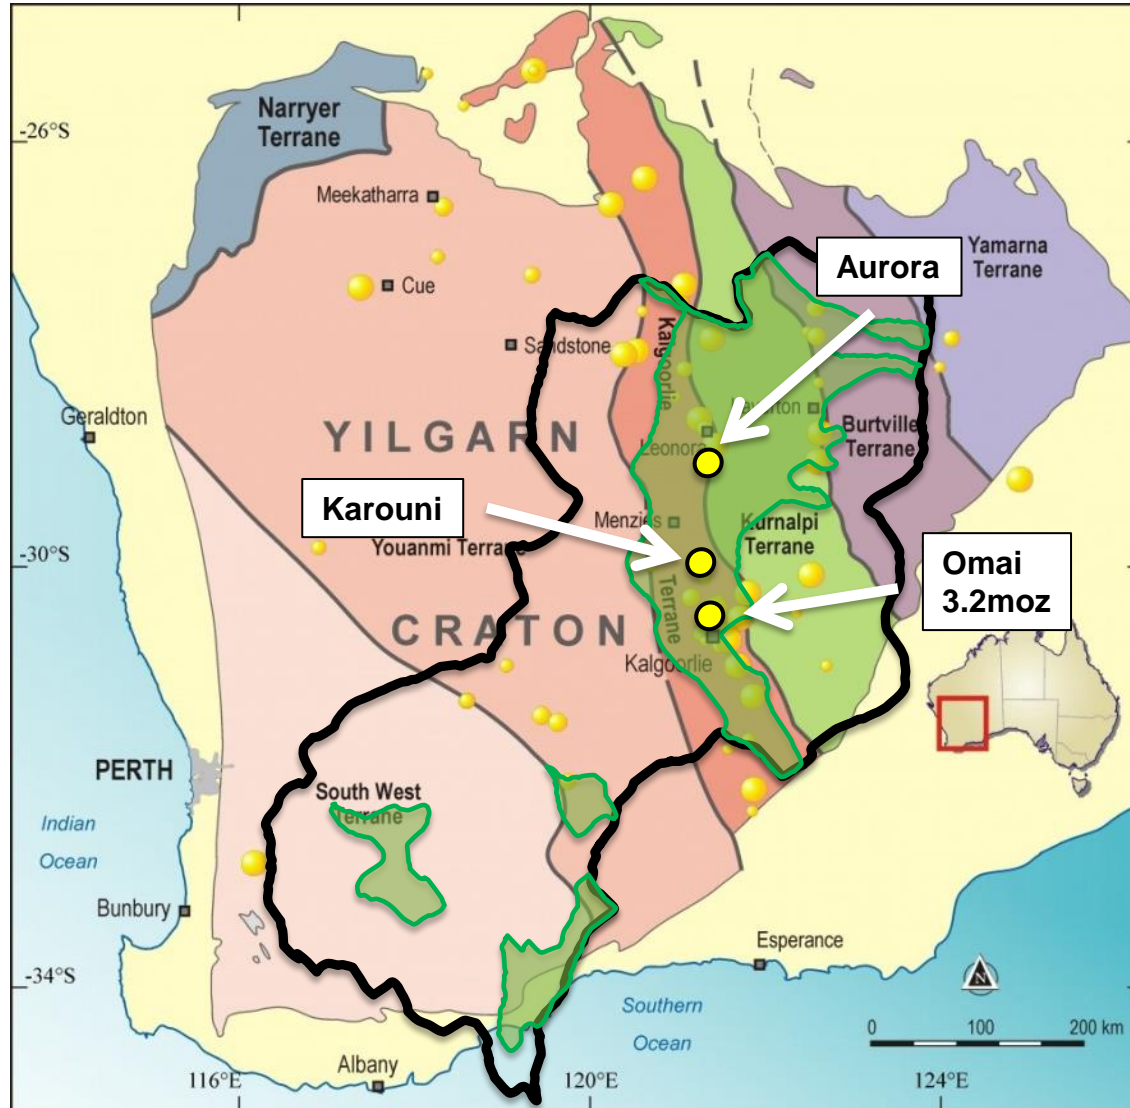 Narryer
Terrane
-26°S
Meekatharra
Cue
Sandstone
Kalgoorlie
Aurora
Yamarna
Terrane
Geraldton
YILGARN
Leonora
Burtville
Terrane
Karouni
Menzies
Kurnalpi
Terrane
-30°S
Youanmi
Omai
3.2moz
Terrane
CRATON
Kalgoorlie
PERTH
South West
Terrane
Indian
Ocean
Bunbury
Esperance
-34°S
N
Southern
Ocean
0 100 200 km
Albany
116°E 120°E 124°E